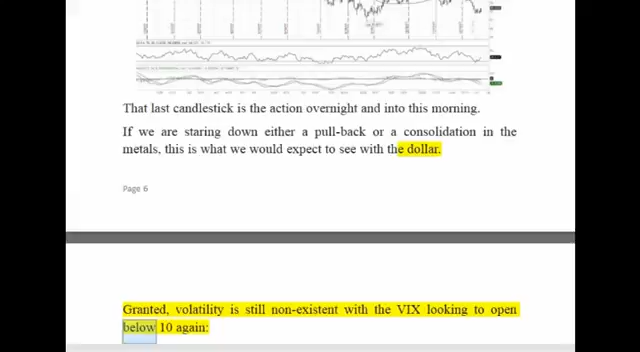 That last candlestick is the action overnight and into this morning.
If we are staring down either a pull-back or a consolidation in the
metals, this is what we would expect to see with the dollar.
Page 6
Granted, volatility is still non-existent with the VIX looking to open
below 10 again: